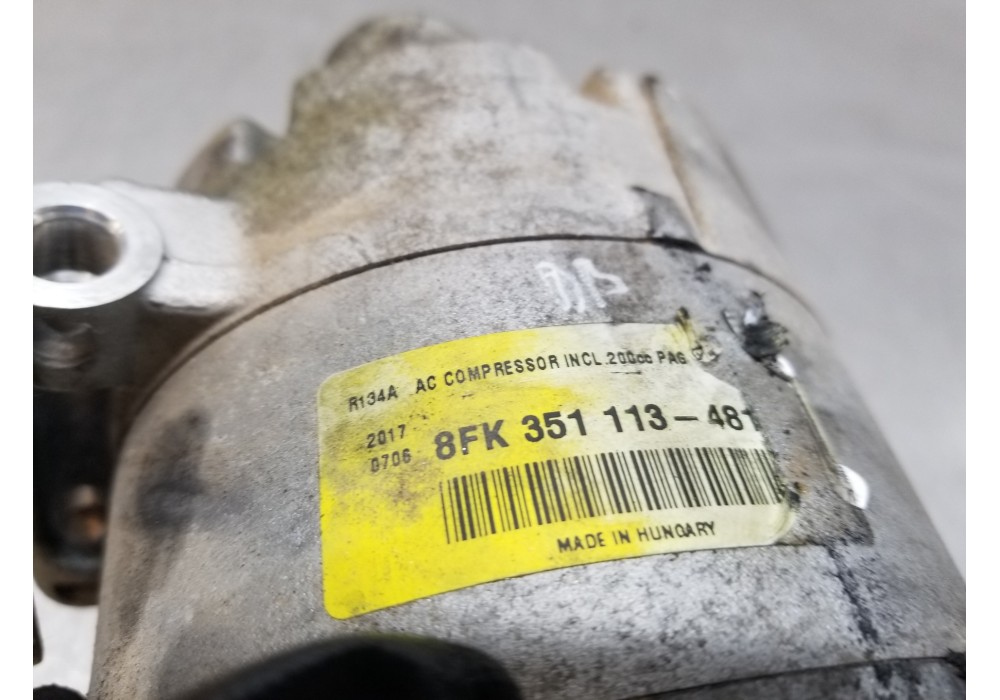 R134A AC COMPRESSOR INCL.200cc PAG
2017
0706
8FK 351 113-481
MADE IN HUNGARY